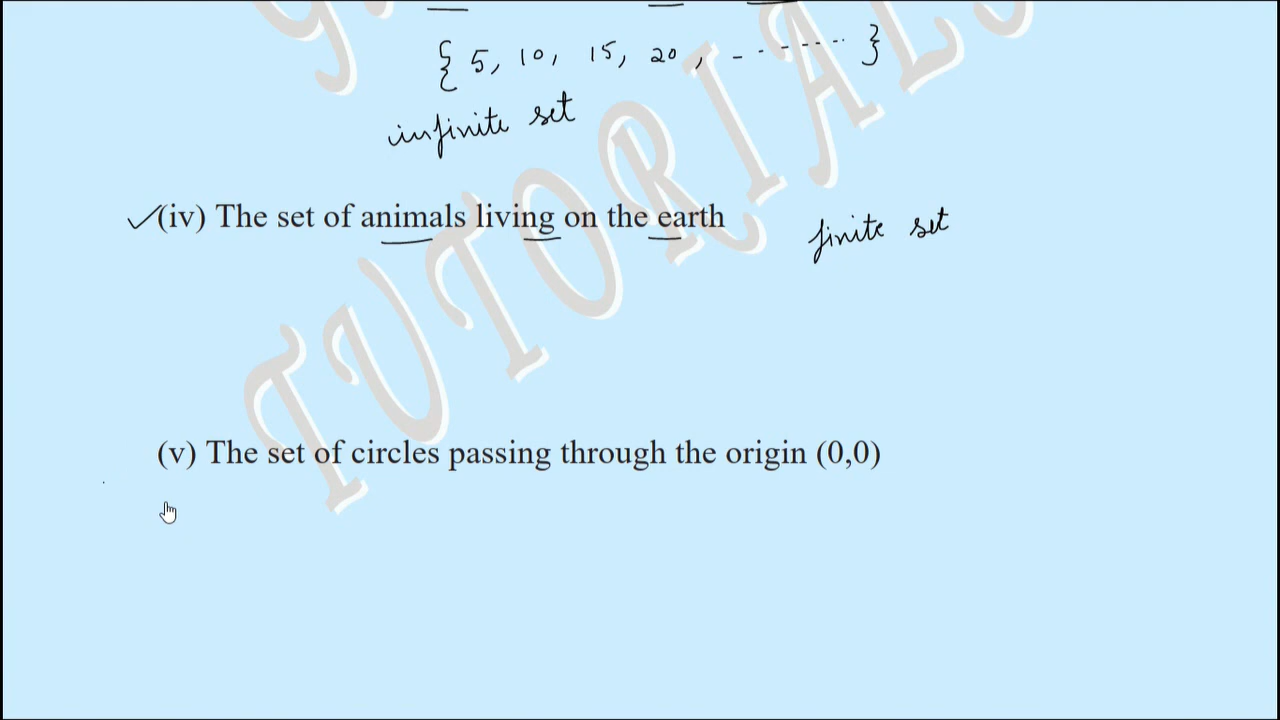 { 5, 10, 15, 20, - - - - - - - }
infinite set
(iv) The set of animals living on the earth finite set
(v) The set of circles passing through the origin (0,0)
TUTORIALS